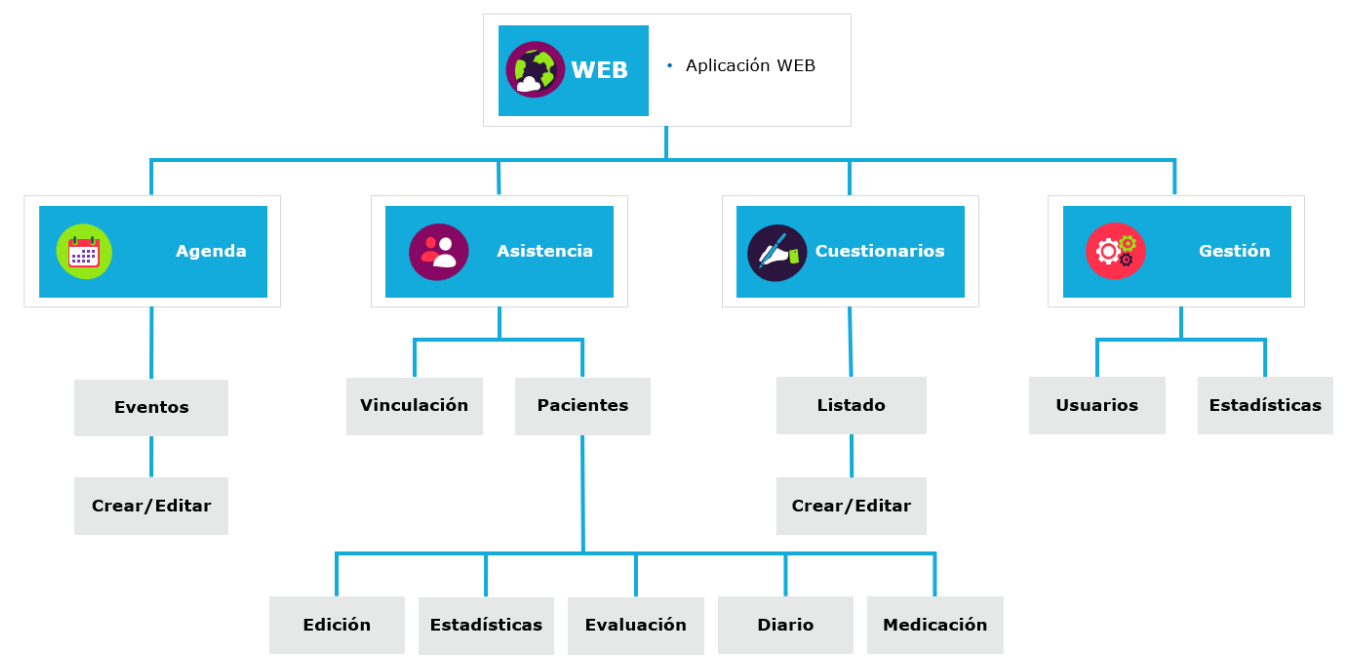 WEB
• Aplicación WEB
Agenda
Asistencia
Cuestionarios
Gestión
Eventos
Vinculación
Pacientes
Listado
Usuarios
Estadísticas
Crear/Editar
Crear/Editar
Edición
Estadísticas
Evaluación
Diario
Medicación